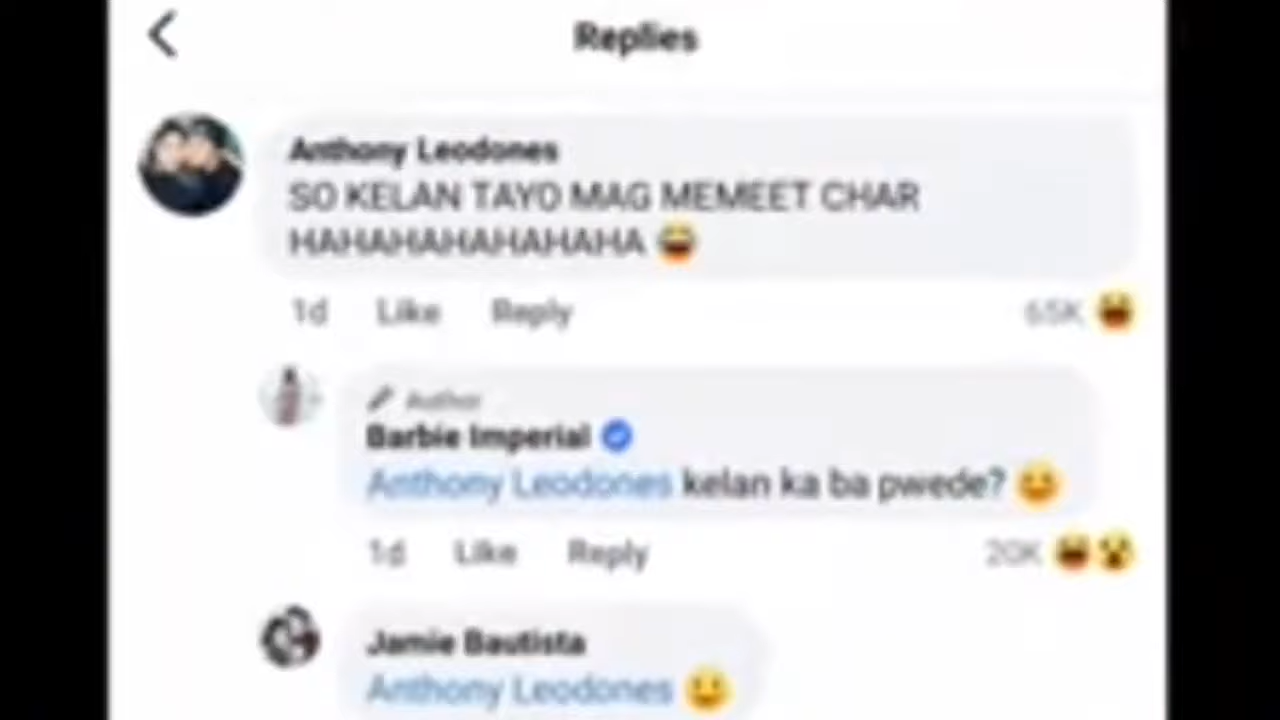 Replies
Anthony Leodones
SO KELAN TAYO MAG MEMEET CHAR
HAHAHAHAHAHAHA 😆
1d Like Reply 65K 😆
Author
Barbie Imperial
Anthony Leodones kelan ka ba pwede? 🙂
1d Like Reply 20K 😆😮
Jamie Bautista
Anthony Leodones 🙂